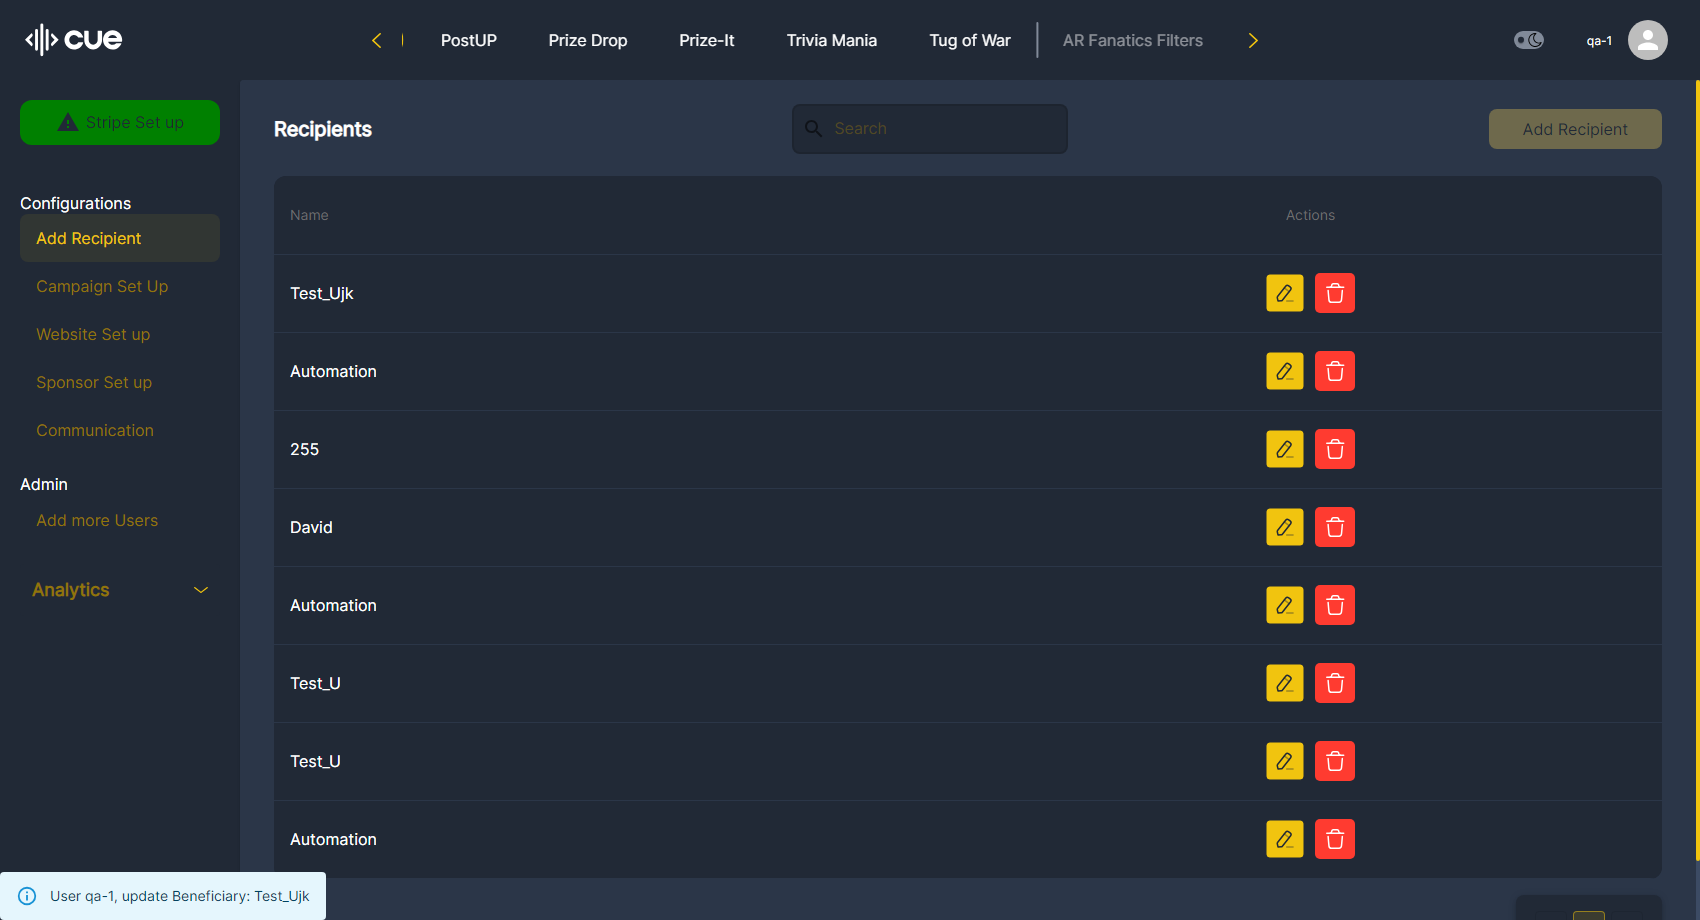 cue
PostUP
Prize Drop
Prize-It
Trivia Mania
Tug of War
AR Fanatics Filters
qa-1
Stripe Set up
Configurations
Add Recipient
Campaign Set Up
Website Set up
Sponsor Set up
Communication
Admin
Add more Users
Analytics
Recipients
Search
Add Recipient
Name Actions
Test_Ujk
Automation
255
David
Automation
Test_U
Test_U
Automation
User qa-1, update Beneficiary: Test_Ujk